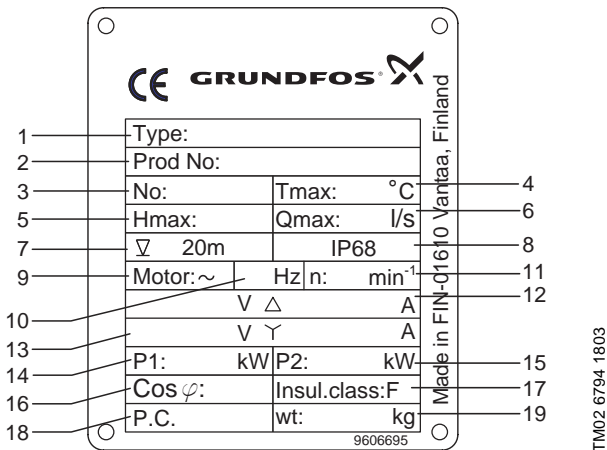 CE GRUNDFOS
1 Type:
2 Prod No:
3 No: Tmax: °C 4
5 Hmax: Qmax: l/s 6
7 20m IP68 8
9 Motor:~ Hz n: min⁻¹ 11
10 V △ A 12
13 V Y A
14 P1: kW P2: kW 15
16 Cos φ: Insul.class:F 17
18 P.C. wt: kg 19
9606695
Made in FIN-01610 Vantaa, Finland
TM02 6794 1803